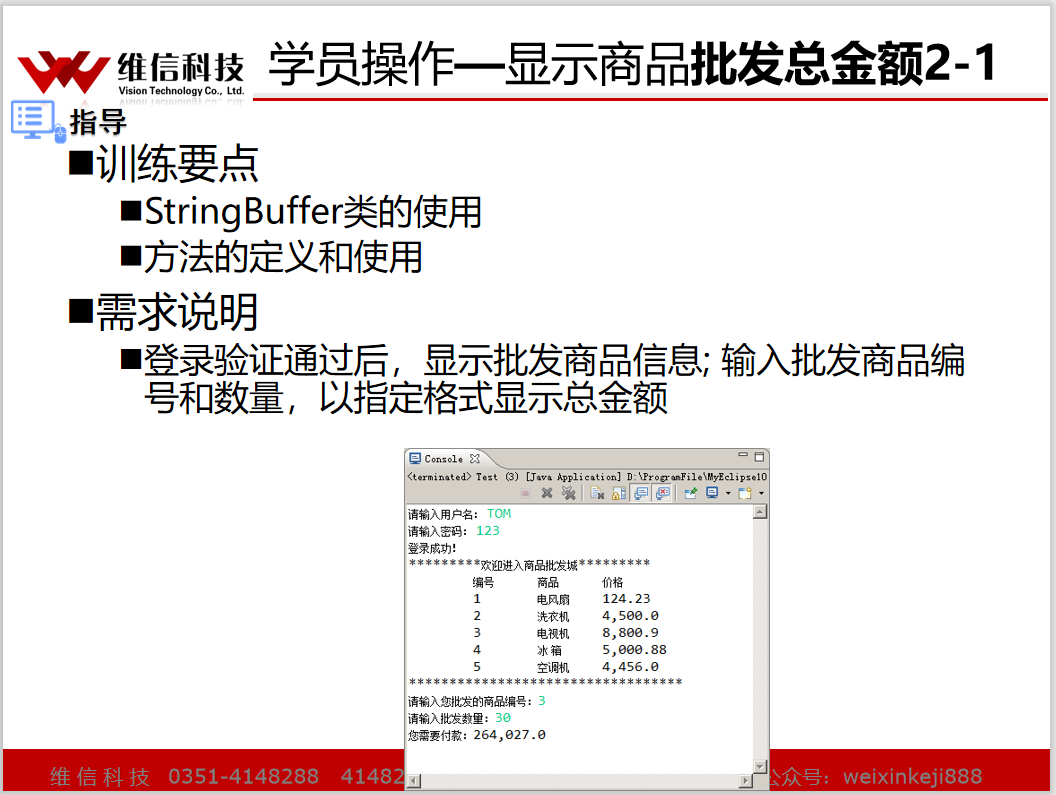 维信科技
Vision Technology Co., Ltd.
学员操作—显示商品批发总金额2-1
指导
■训练要点
■StringBuffer类的使用
■方法的定义和使用
■需求说明
■登录验证通过后，显示批发商品信息; 输入批发商品编
号和数量，以指定格式显示总金额
Console
<terminated> Test (3) [Java Application] D:\ProgramFile\MyEclipse10
请输入用户名: TOM
请输入密码: 123
登录成功!
*********欢迎进入商品批发城*********
编号 商品 价格
1 电风扇 124.23
2 洗衣机 4,500.0
3 电视机 8,800.9
4 冰箱 5,000.88
5 空调机 4,456.0
**********************************
请输入您批发的商品编号: 3
请输入批发数量: 30
您需要付款: 264,027.0
维信科技 0351-4148288 41482
公众号: weixinkeji888